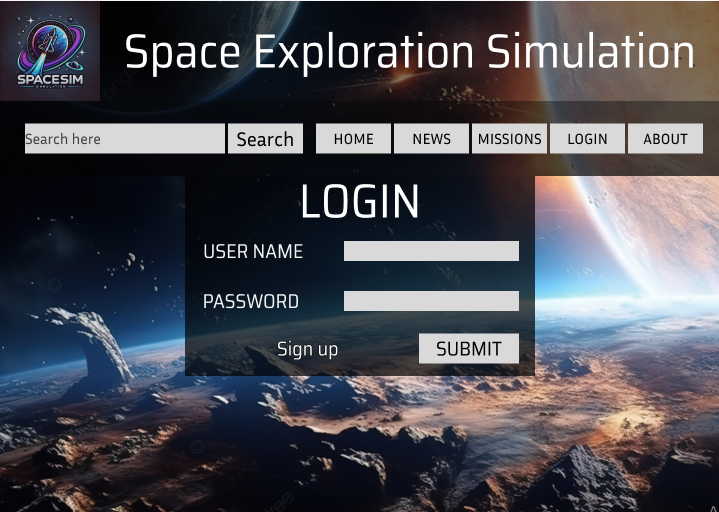 SPACESIM
SIMULATION
Space Exploration Simulation
Search here
Search
HOME
NEWS
MISSIONS
LOGIN
ABOUT
LOGIN
USER NAME
PASSWORD
Sign up
SUBMIT